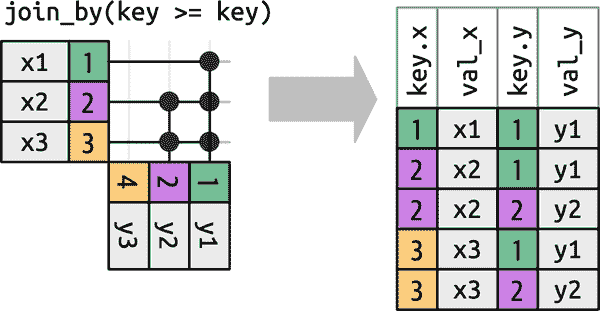 join_by(key >= key)
x1 1
x2 2
x3 3
4 2 1
y3 y2 y1
key.x val_x key.y val_y
1 x1 1 y1
2 x2 1 y1
2 x2 2 y2
3 x3 1 y1
3 x3 2 y2